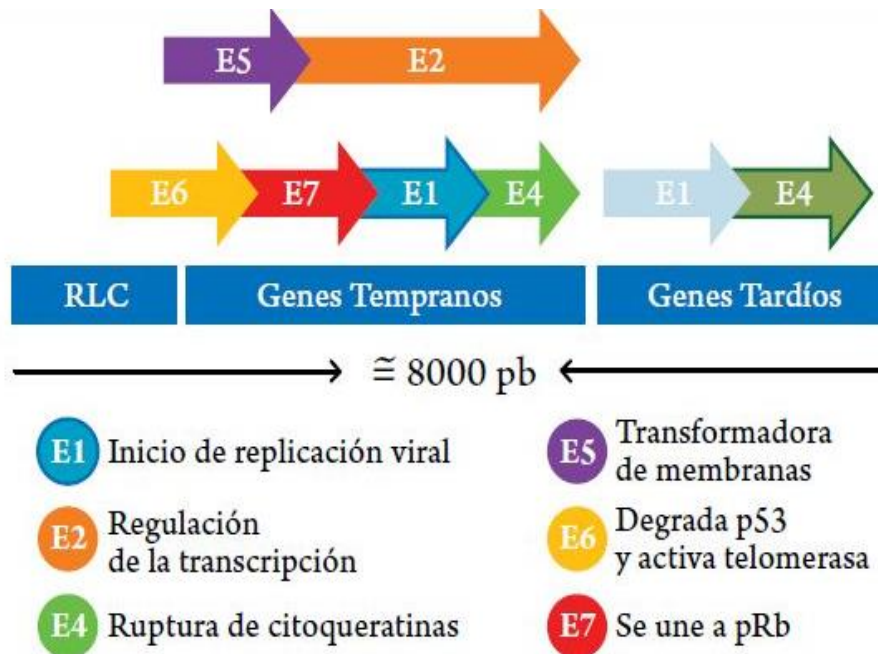 E5 E2
E6 E7 E1 E4 E1 E4
RLC Genes Tempranos Genes Tardíos
≅ 8000 pb
E1 Inicio de replicación viral
E2 Regulación
de la transcripción
E4 Ruptura de citoqueratinas
E5 Transformadora
de membranas
E6 Degrada p53
y activa telomerasa
E7 Se une a pRb